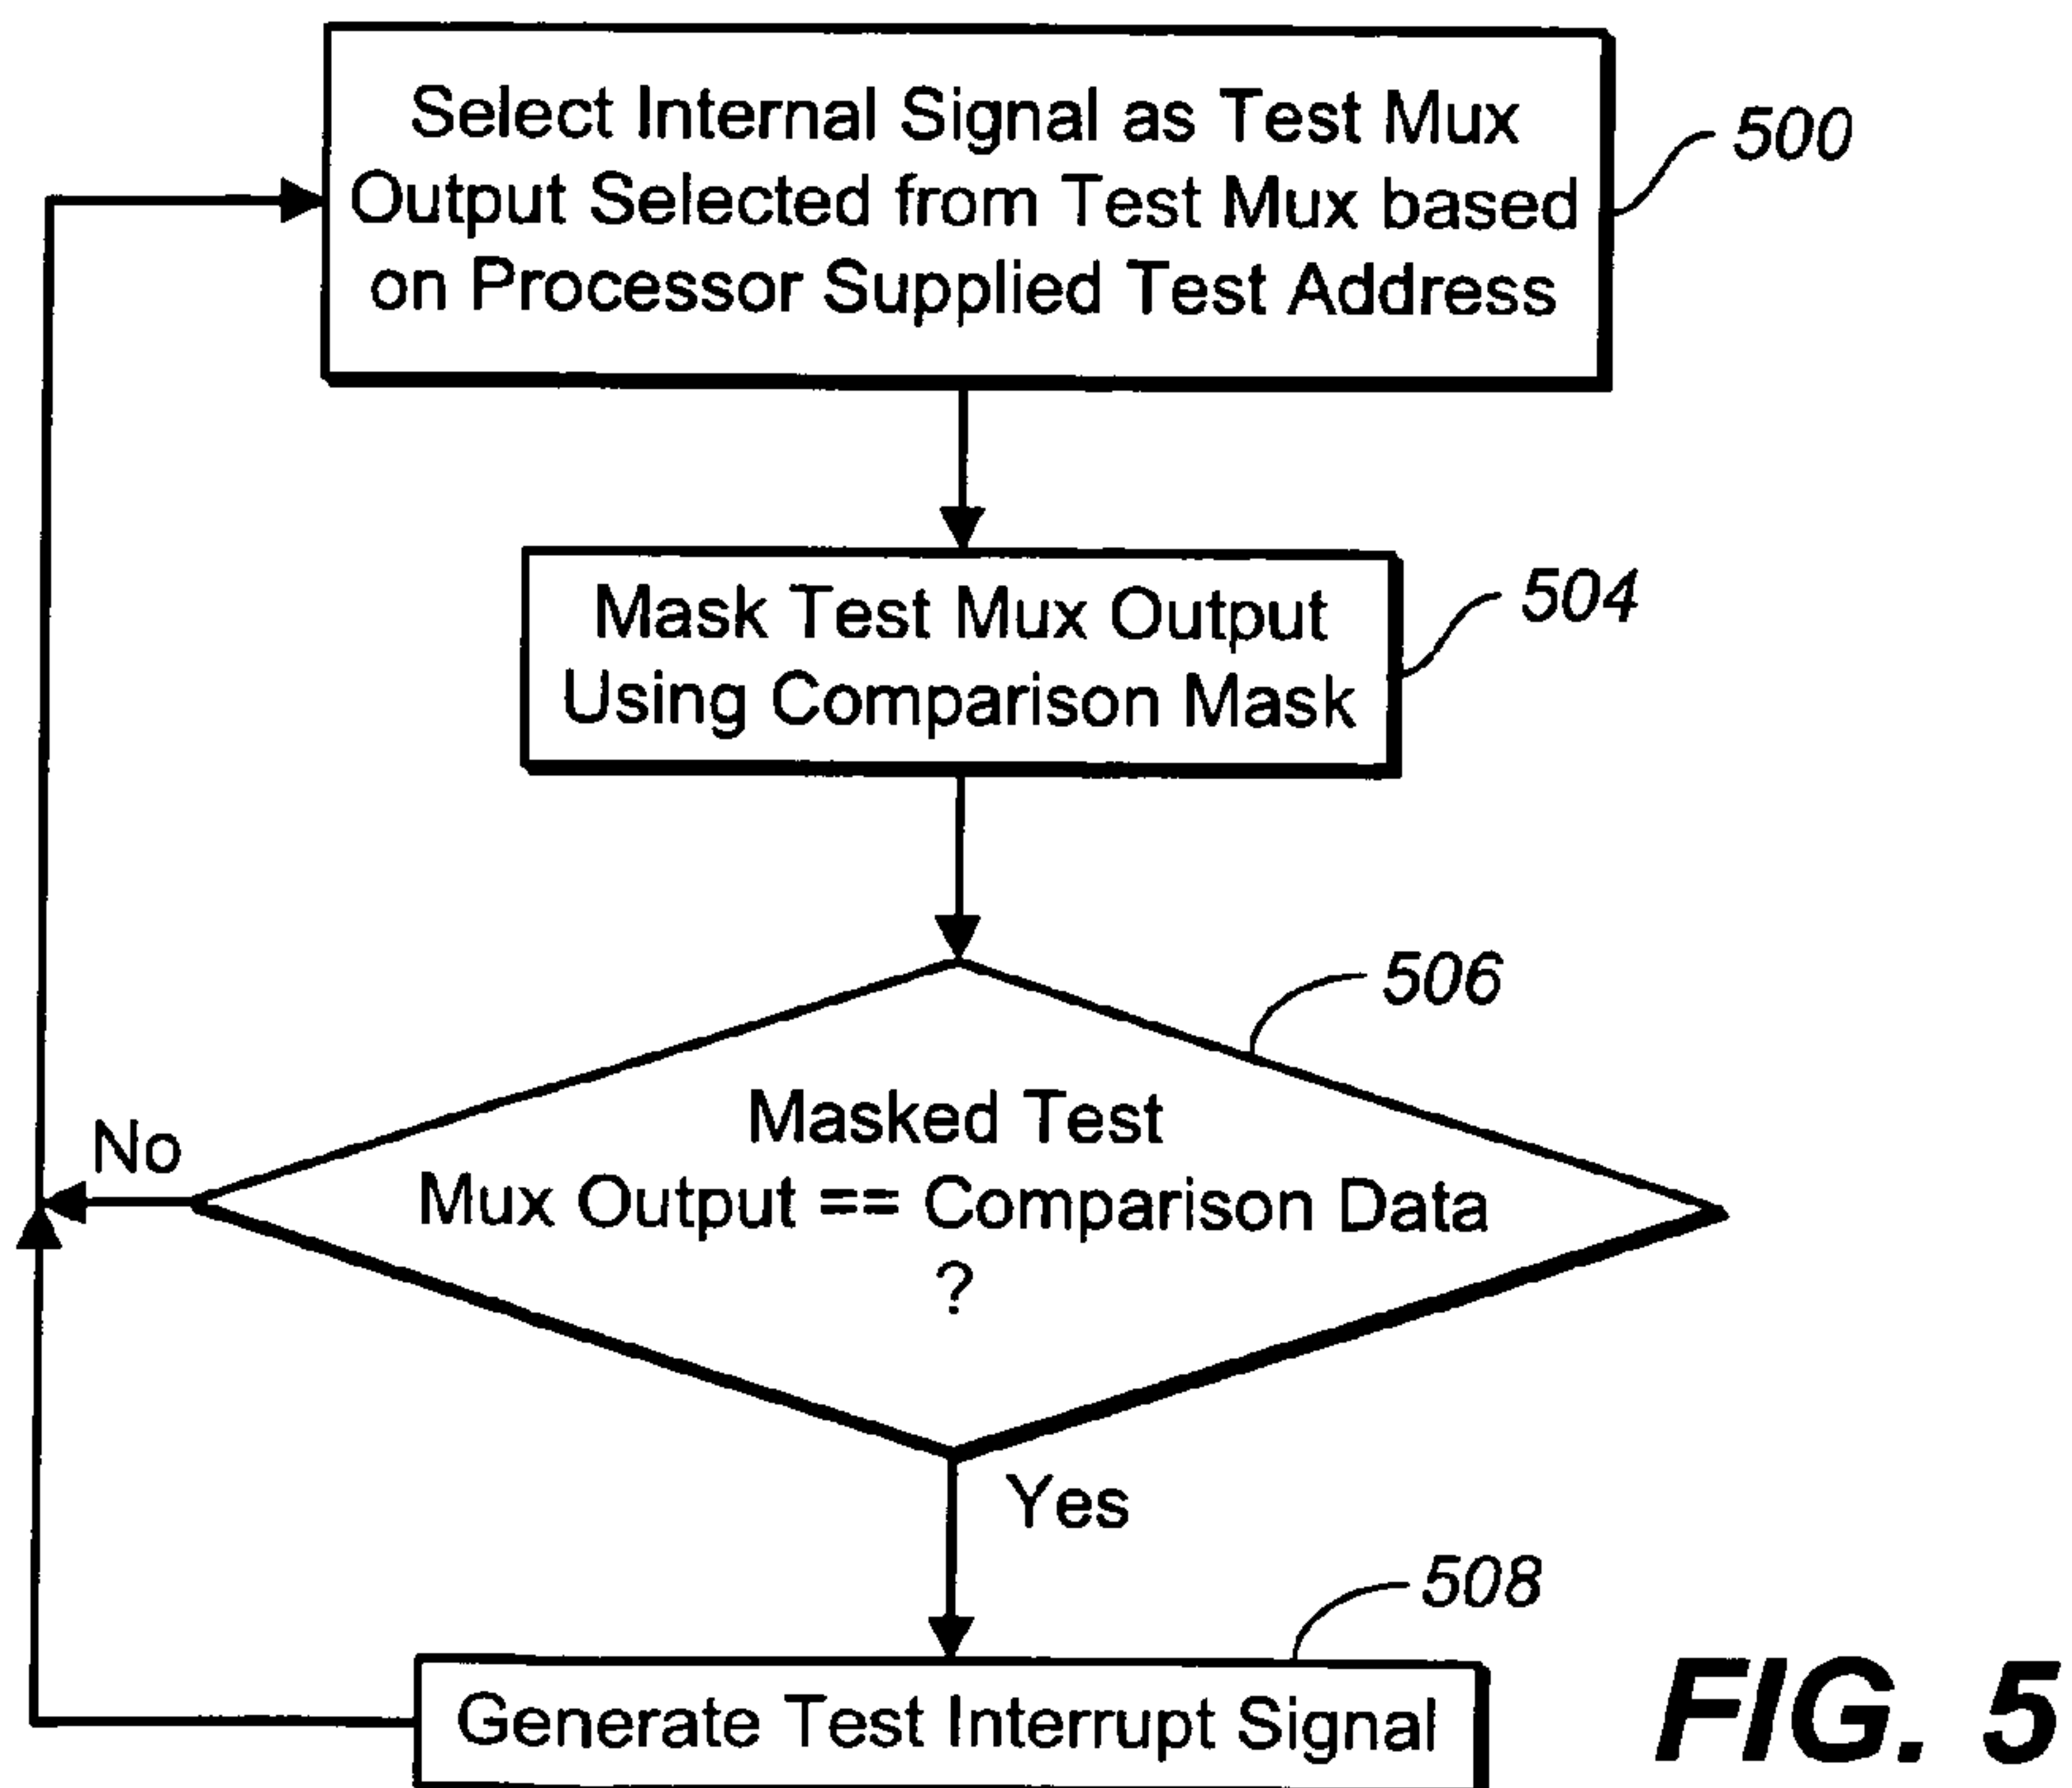 Select Internal Signal as Test Mux
Output Selected from Test Mux based
on Processor Supplied Test Address
500
Mask Test Mux Output
Using Comparison Mask
504
506
Masked Test
Mux Output == Comparison Data
?
No
Yes
508
Generate Test Interrupt Signal
FIG. 5